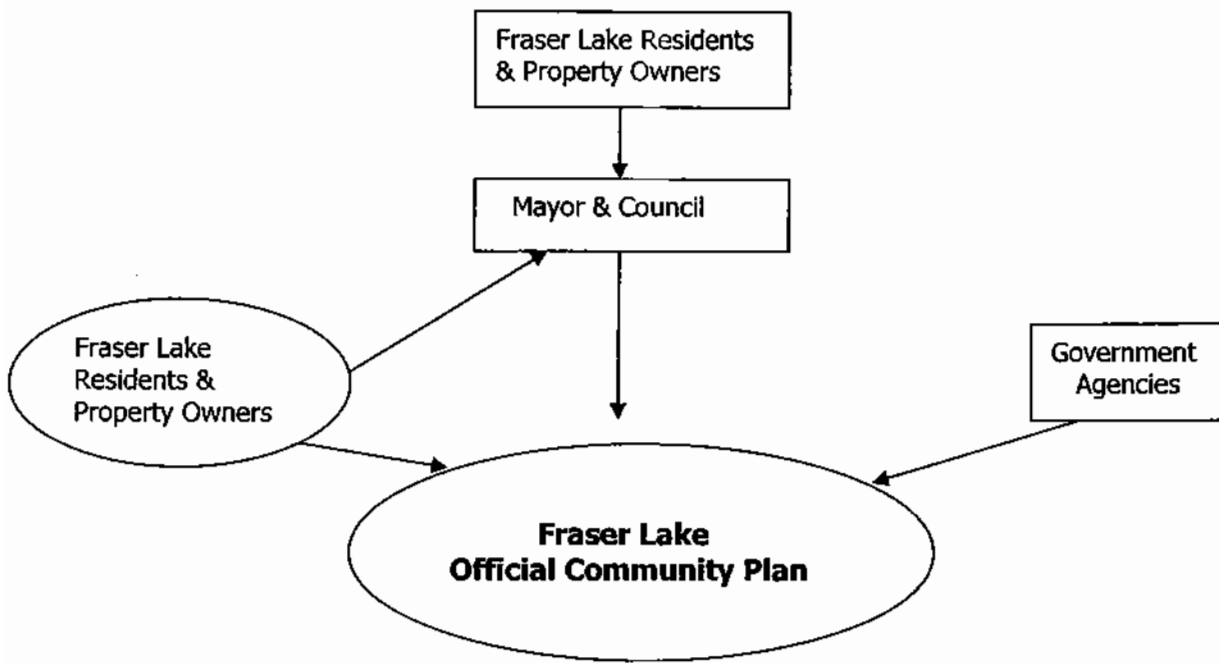 Fraser Lake Residents
& Property Owners
Mayor & Council
Fraser Lake
Residents &
Property Owners
Government
Agencies
Fraser Lake
Official Community Plan